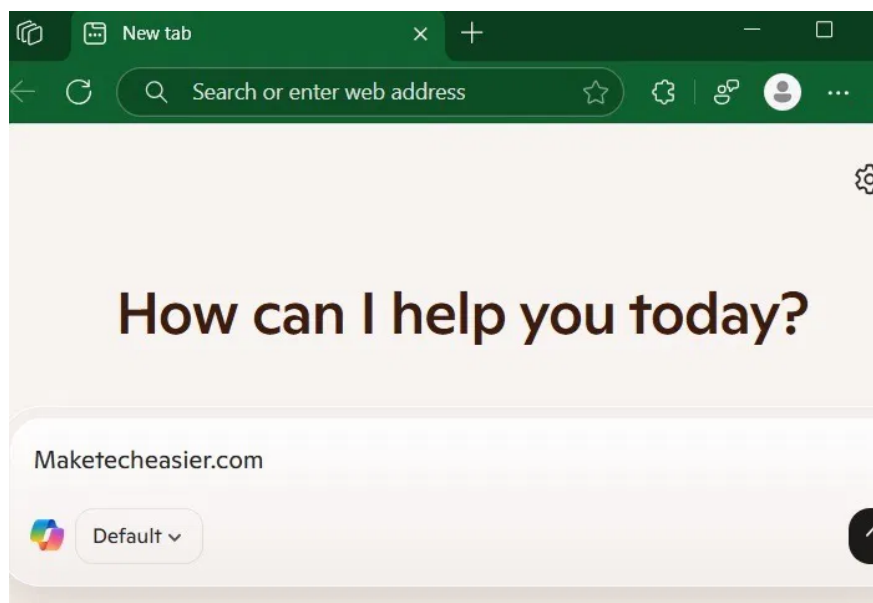 New tab
Search or enter web address
How can I help you today?
Maketecheasier.com
Default